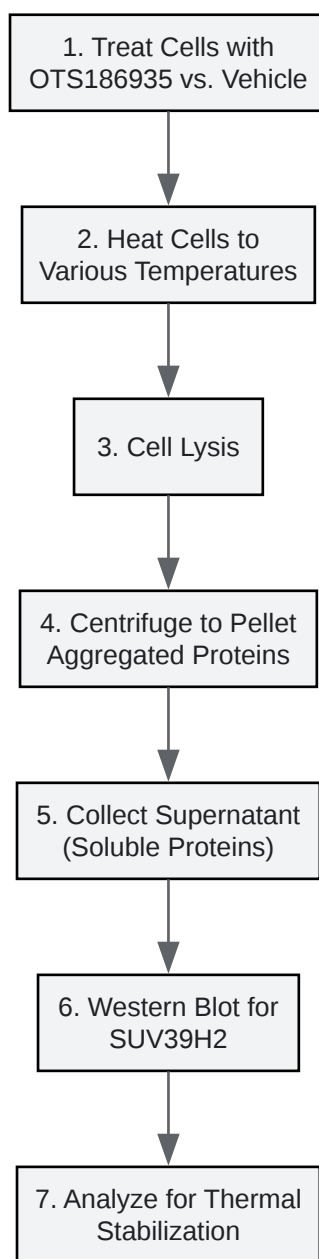 1. Treat Cells with
OTS186935 vs. Vehicle
2. Heat Cells to
Various Temperatures
3. Cell Lysis
4. Centrifuge to Pellet
Aggregated Proteins
5. Collect Supernatant
(Soluble Proteins)
6. Western Blot for
SUV39H2
7. Analyze for Thermal
Stabilization